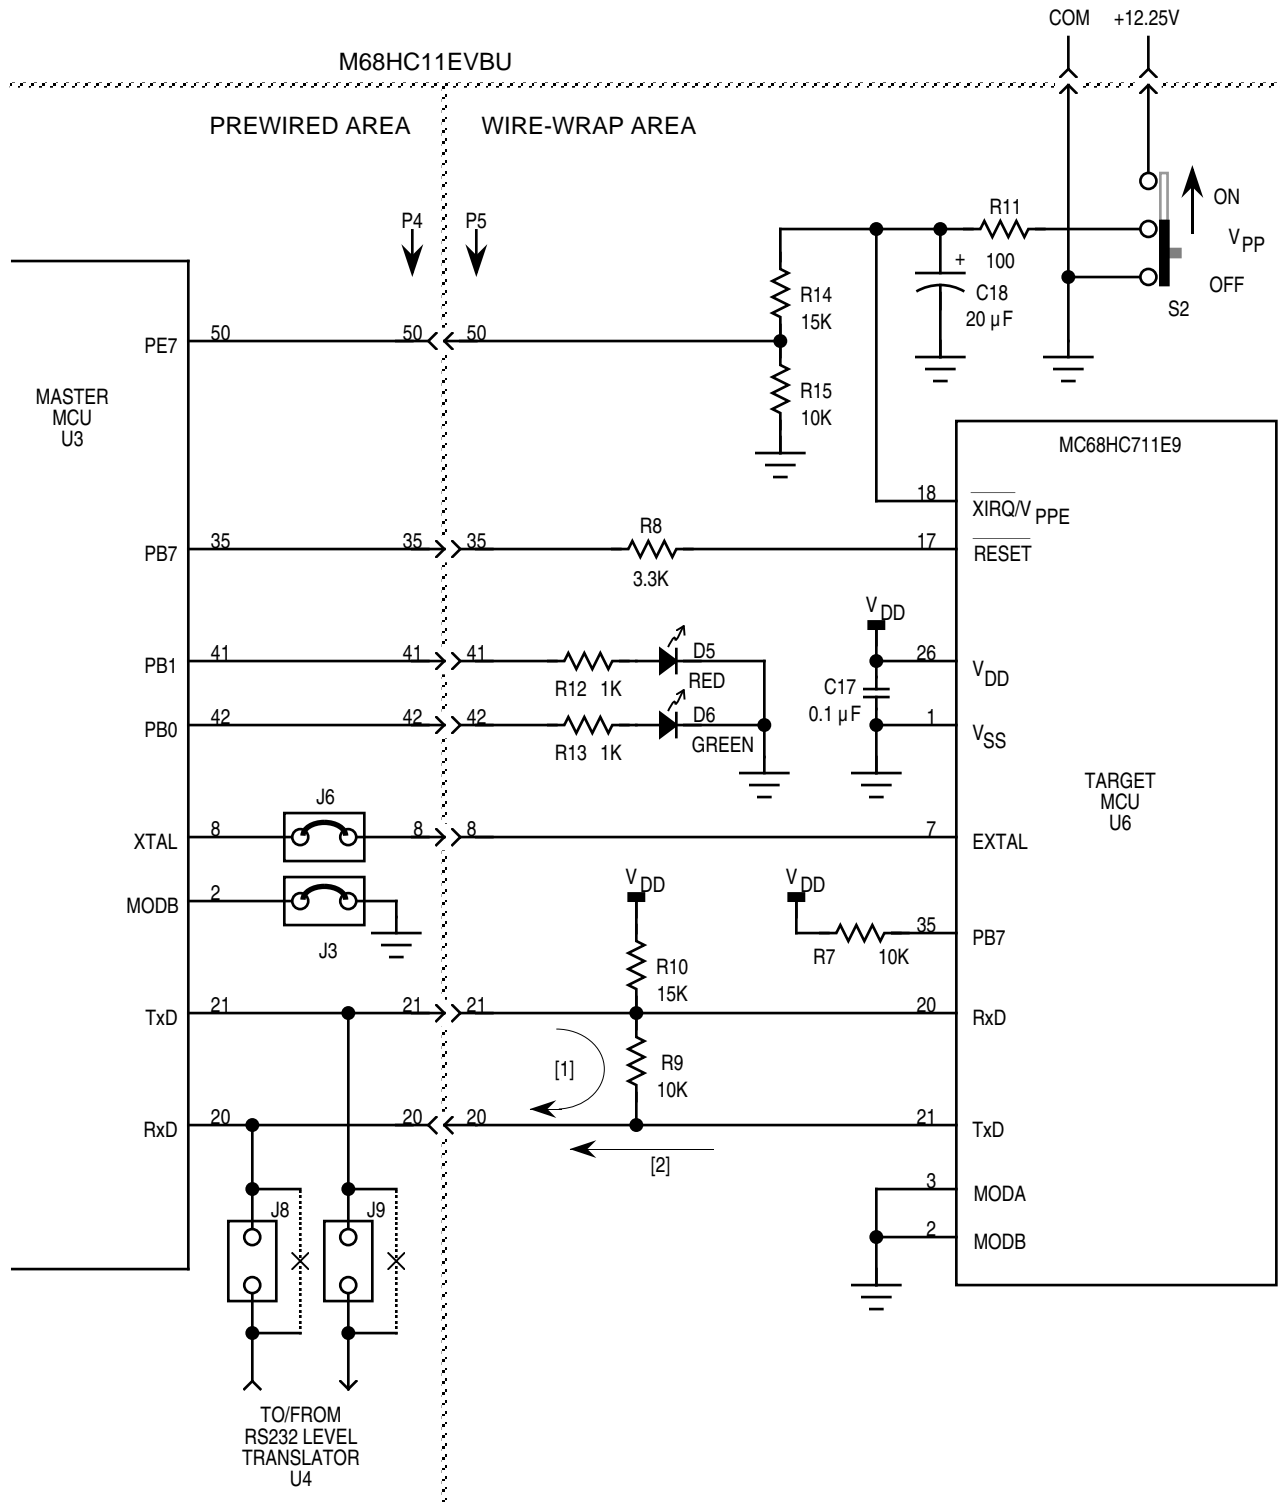 COM +12.25V
M68HC11EVBU
PREWIRED AREA WIRE-WRAP AREA
ON
P4 P5
R11
V PP
+ 100
OFF
R14 C18
15K 20 µF
S2
PE7 50 50 50
MASTER
MCU
U3
R15
10K
MC68HC711E9
18 XIRQ/V PPE
R8
PB7 35 35 35 17 RESET
3.3K
V DD
PB1 41 41 41 D5 26 V DD
R12 1K RED
C17
0.1 µF
PB0 42 42 42 D6 1 V SS
R13 1K GREEN
TARGET
MCU
U6
J6
XTAL 8 8 8 7 EXTAL
V DD V DD
MODB 2
35 PB7
J3 R7 10K
R10
15K
TxD 21 21 21 20 RxD
[1] R9
10K
RxD 20 20 20 21 TxD
[2]
3 MODA
J8 J9
2 MODB
TO/FROM
RS232 LEVEL
TRANSLATOR
U4